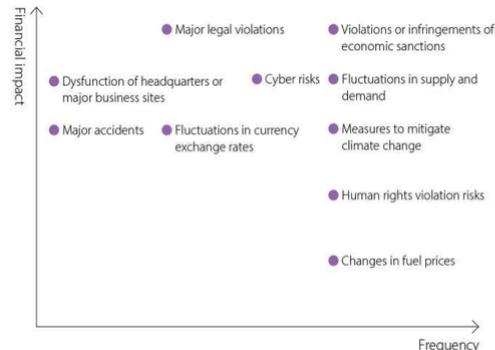 Financial impact
Major legal violations
Violations or infringements of
economic sanctions
Dysfunction of headquarters or
major business sites
Cyber risks
Fluctuations in supply and
demand
Major accidents
Fluctuations in currency
exchange rates
Measures to mitigate
climate change
Human rights violation risks
Changes in fuel prices
Frequency